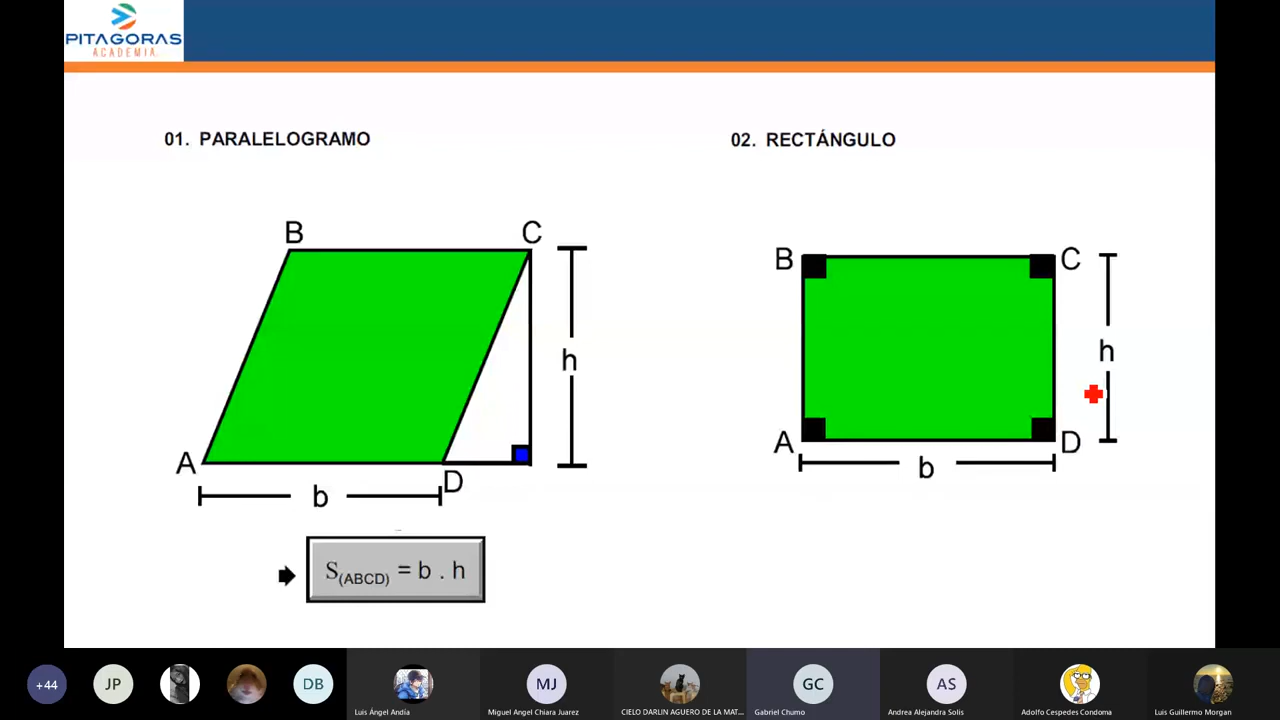 PITAGORAS
ACADEMIA
01. PARALELOGRAMO
02. RECTÁNGULO
B
C
h
A
D
b
S(ABCD) = b . h
B
C
h
A
D
b
+44
JP
DB
Luis Ángel Andía
MJ
Miguel Angel Chiara Juarez
CIELO DARLIN AGUERO DE LA MAT...
GC
Gabriel Chumo
AS
Andrea Alejandra Solis
Adolfo Cespedes Condoma
Luis Guillermo Morgan